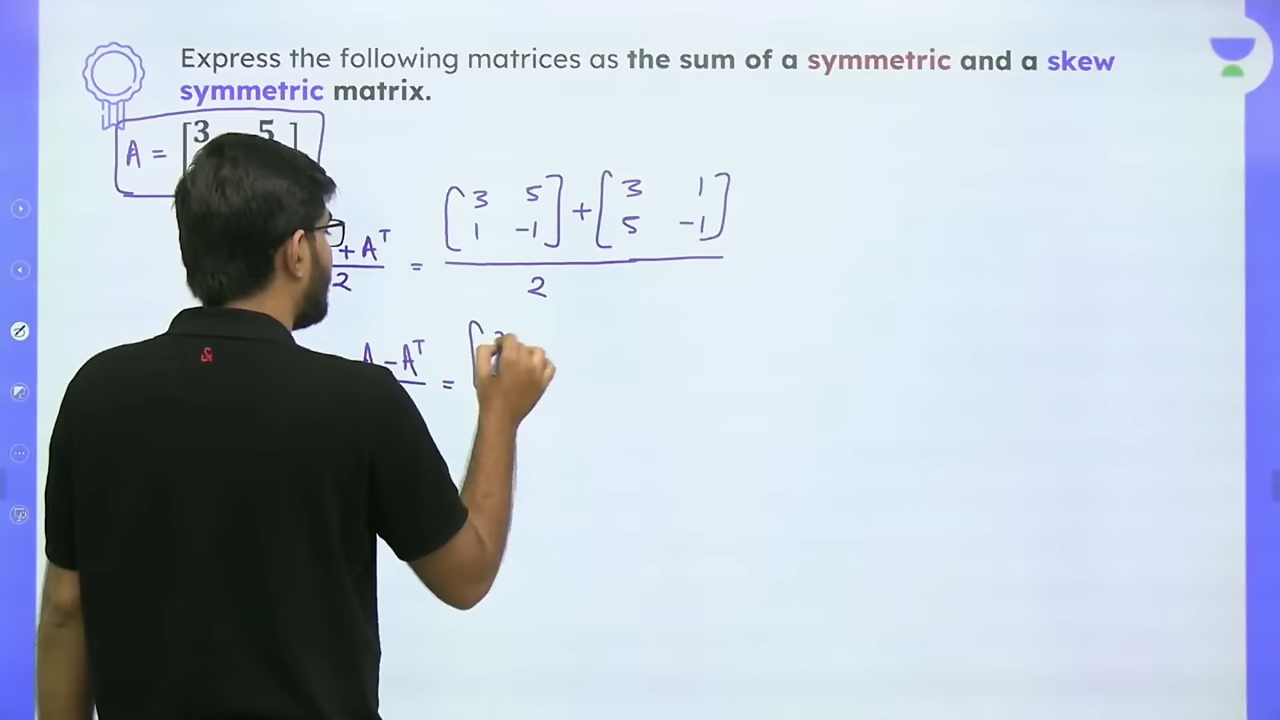 Express the following matrices as the sum of a symmetric and a skew
symmetric matrix.
A = [3 5]
[3 5 1 -1] + [3 1 5 -1]
+ Aᵀ
2 = 2
A - Aᵀ = [